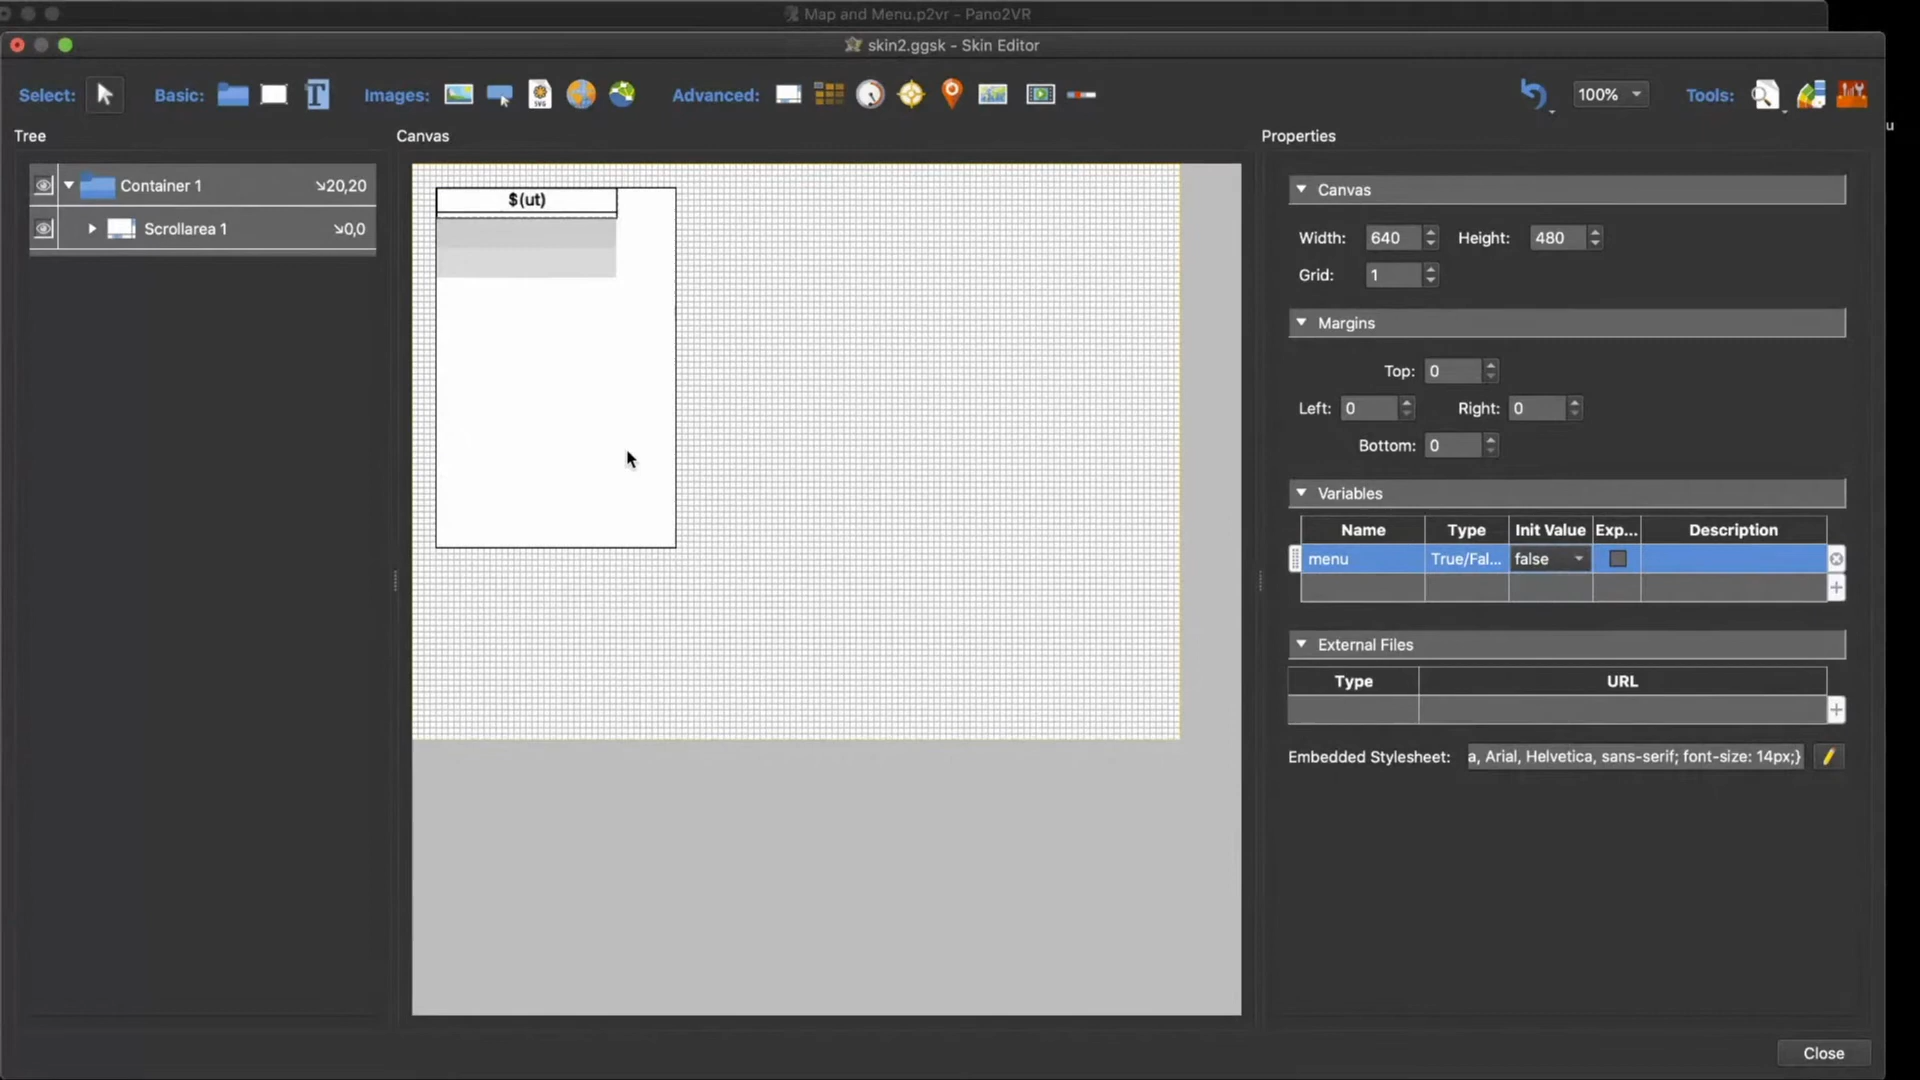 Map and Menu.p2vr - Pano2VR
skin2.ggsk - Skin Editor
Select: Basic: T Images: SVG Advanced: 100% Tools:
Tree
Canvas
Properties
u
Container 1 ↘20,20
Scrollarea 1 ↘0,0
$(ut)
Canvas
Width: 640 Height: 480
Grid: 1
Margins
Top: 0
Left: 0 Right: 0
Bottom: 0
Variables
Name Type Init Value Exp... Description
menu True/Fal... false
External Files
Type URL
Embedded Stylesheet: a, Arial, Helvetica, sans-serif; font-size: 14px;}
Close